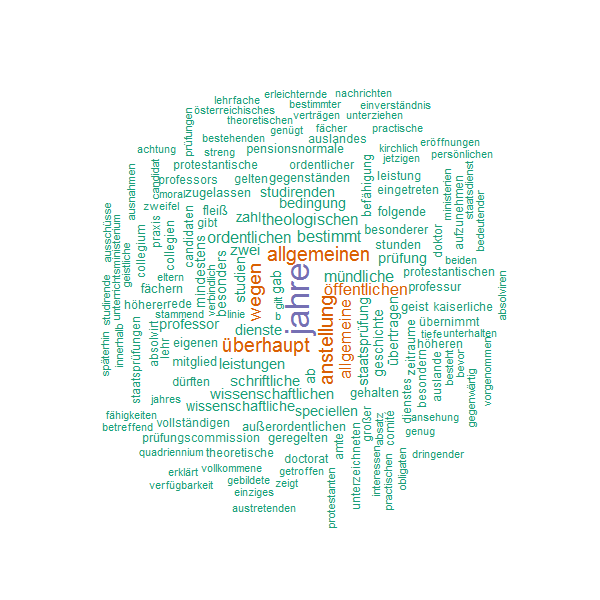 erleichternde nachrichten
lehrfache bestimmter einverständnis
österreichisches verträgen unterziehen
theoretischen fächer practische
prüfungen bestehenden genügt auslandes
achtung streng pensionsnormale kirchlich eröffnungen
jetzigen persönlichen
candidat protestantische ordentlicher
professors geltengegenständen befähigung leistung
moral zugelassen studirenden eingetreten ministerien staatsdienst
ausnahmen zweifel bedingung aufzunehmen bedeutender
fleiß zahl theologischen folgende
ausschüsse praxis candidaten gibt besonderer doktor
collegium collegien ordentlichen bestimmt stunden
unterrichtsministerium geistliche mindestens zwei allgemeinen prüfung beiden
studirende eltern verbindlich besonders studien wegen gab jahre mündliche protestantischen absolviren
fächern öffentlichen professur
höherer rede gilt anstellung allgemeine geist kaiserliche
stammend linie b staatsprüfung geschichte übertragen übernimmt
späterhin innerhalb staatsprüfungen absolvirt professor dienste tiefe unterhalten
lehr eigenen überhaupt zeitraume höheren
mitglied leistungen besondern auslande besteht bevor vorgenommen
dürften schriftliche ab
jahres wissenschaftlichen gehalten dienstes gegenwärtig
wissenschaftliche speciellen großer absatz ansehung
fähigkeiten vollständigen außerordentlichen comite genug
betreffend
prüfungscommission geregelten amte unterzeichneten
quadriennium theoretische interessen dringender
doctorat practischen obligaten
erklärt vollkommene getroffen
gebildete zeigt
verfügbarkeit einziges protestanten
austretenden